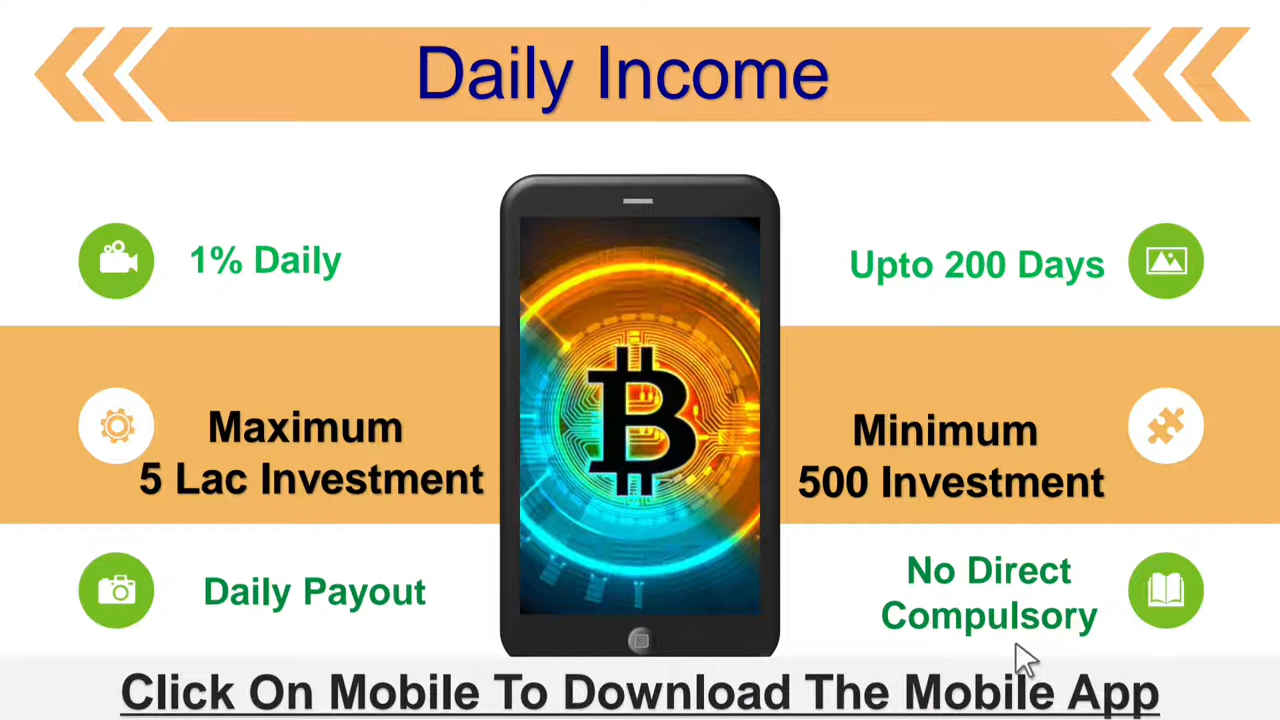 Daily Income
1% Daily
Upto 200 Days
Maximum
5 Lac Investment
Minimum
500 Investment
Daily Payout
No Direct
Compulsory
Click On Mobile To Download The Mobile App